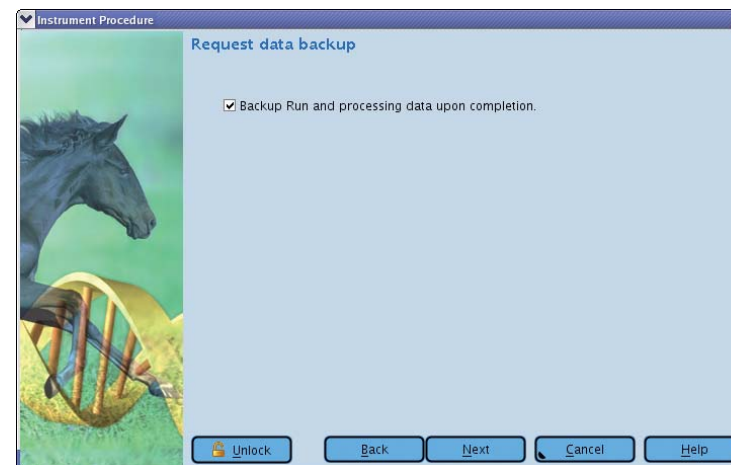 Instrument Procedure
Request data backup
Backup Run and processing data upon completion.
Unlock Back Next Cancel Help